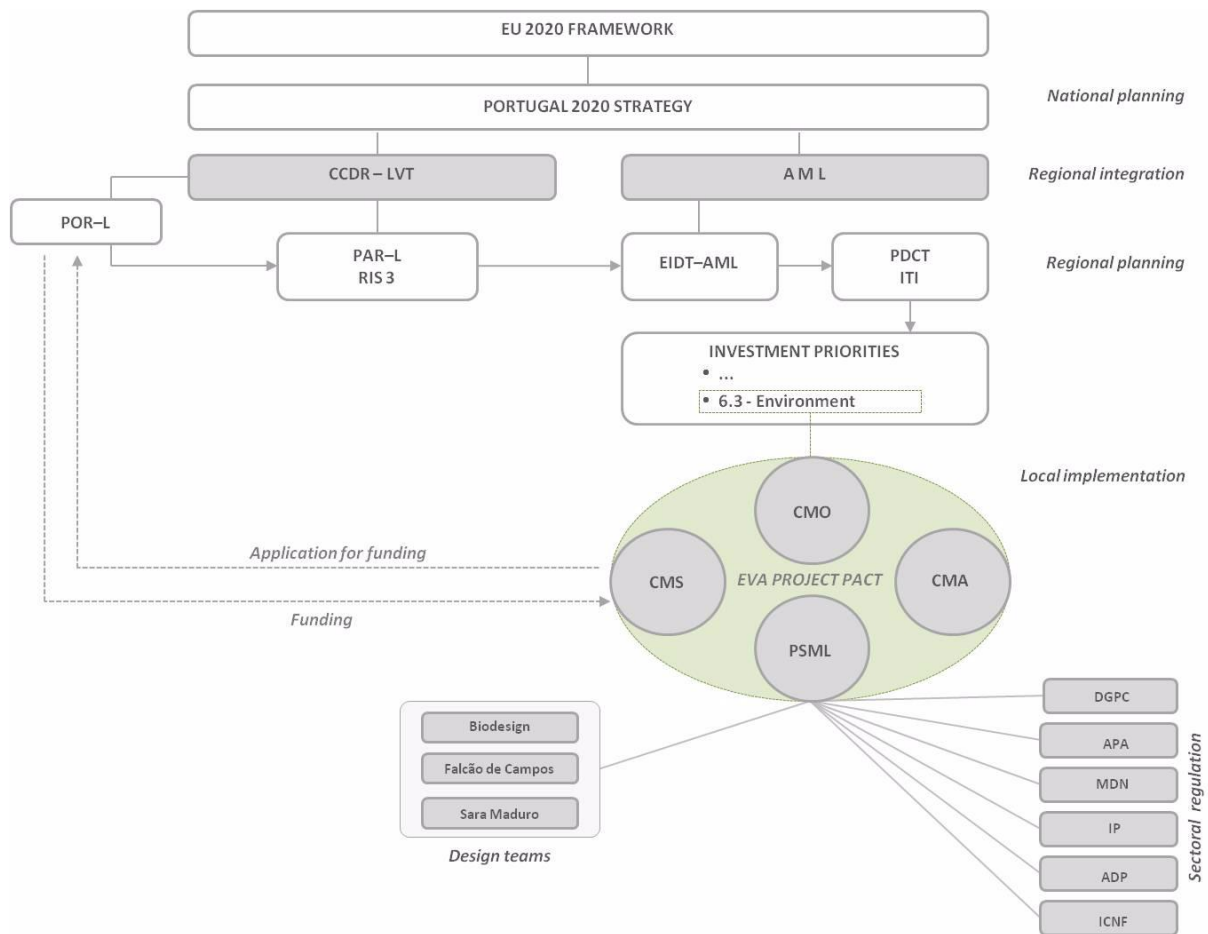 EU 2020 FRAMEWORK
PORTUGAL 2020 STRATEGY
National planning
CCDR – LVT
A M L
Regional integration
POR–L
PAR–L
RIS 3
EIDT–AML
PDCT
ITI
Regional planning
INVESTMENT PRIORITIES
• ...
• 6.3 - Environment
Local implementation
CMO
Application for funding
CMS
EVA PROJECT PACT
CMA
Funding
PSML
DGPC
Biodesign
APA
Falcão de Campos
MDN
Sara Maduro
IP
Design teams
ADP
ICNF
Sectoral regulation